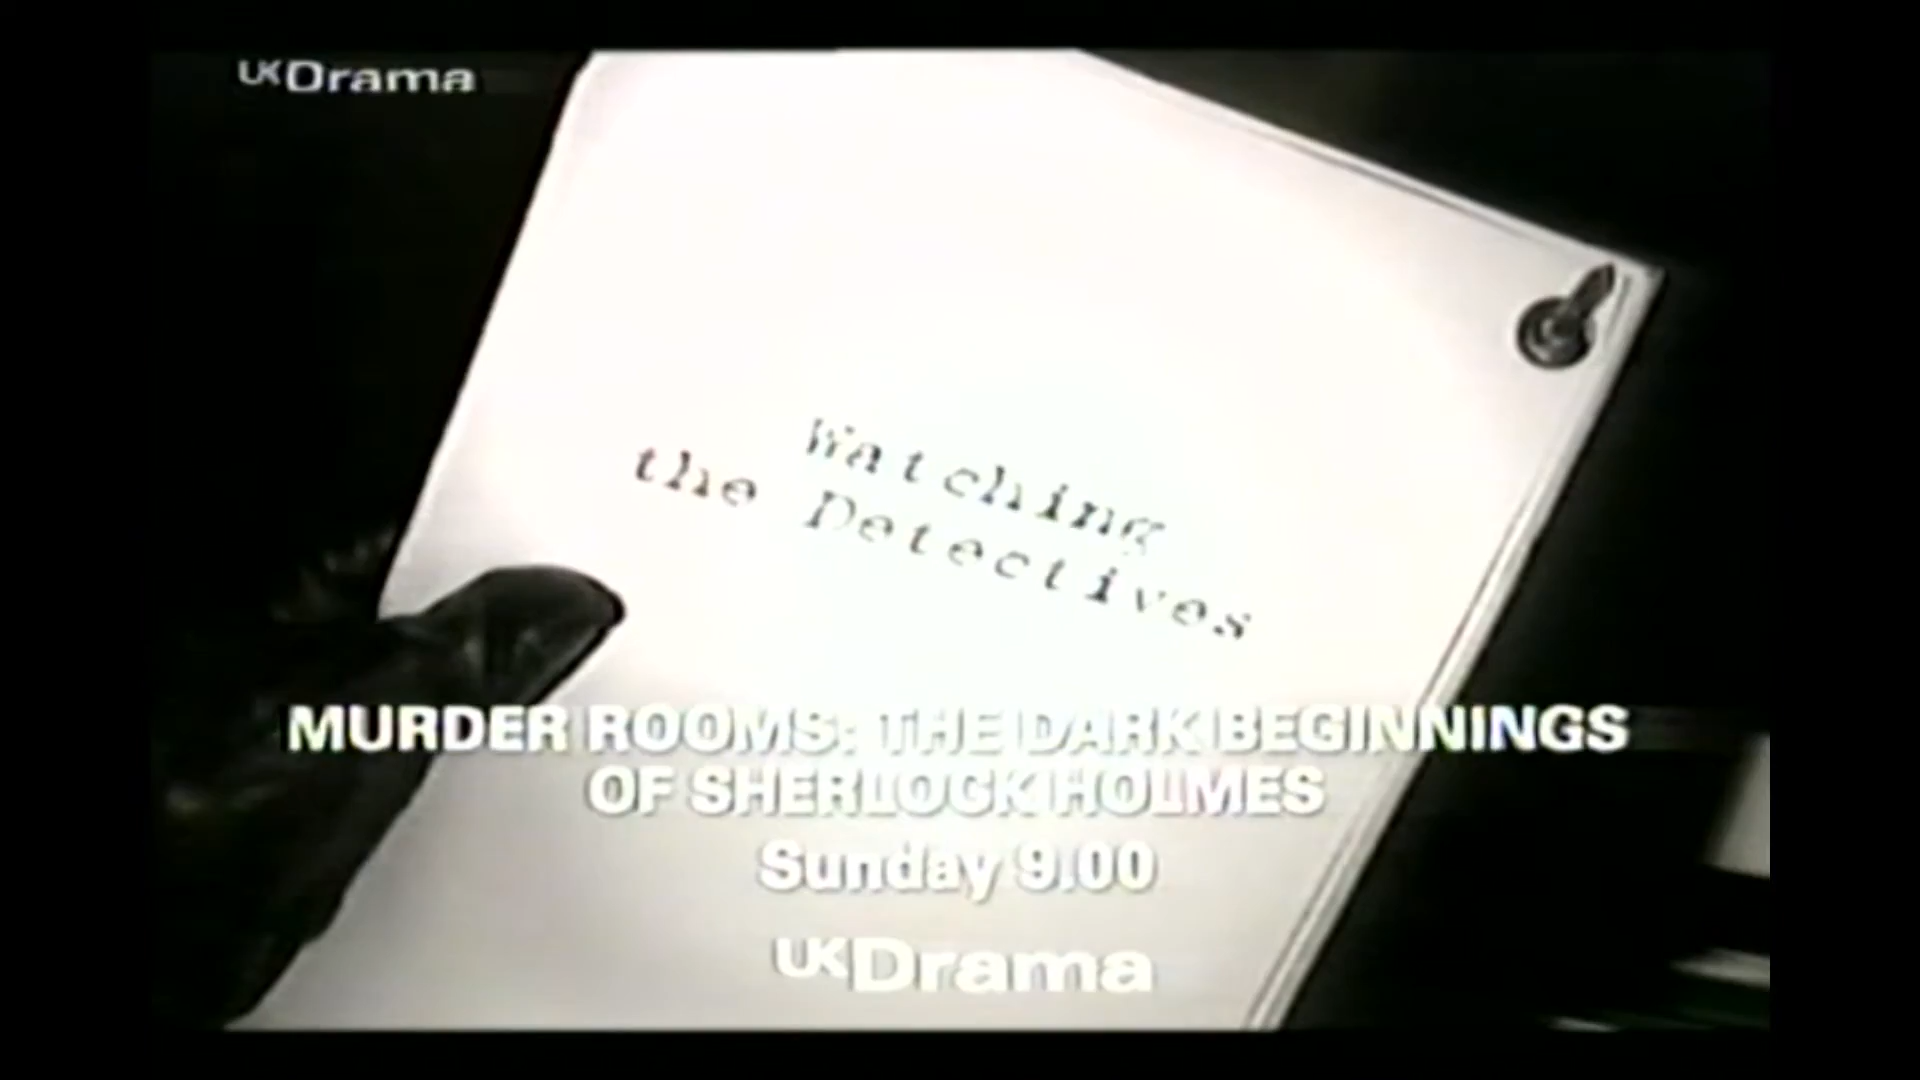 UKDrama
Watching
the Detectives
MURDER ROOMS: THE DARK BEGINNINGS
OF SHERLOCK HOLMES
Sunday 9.00
UKDrama